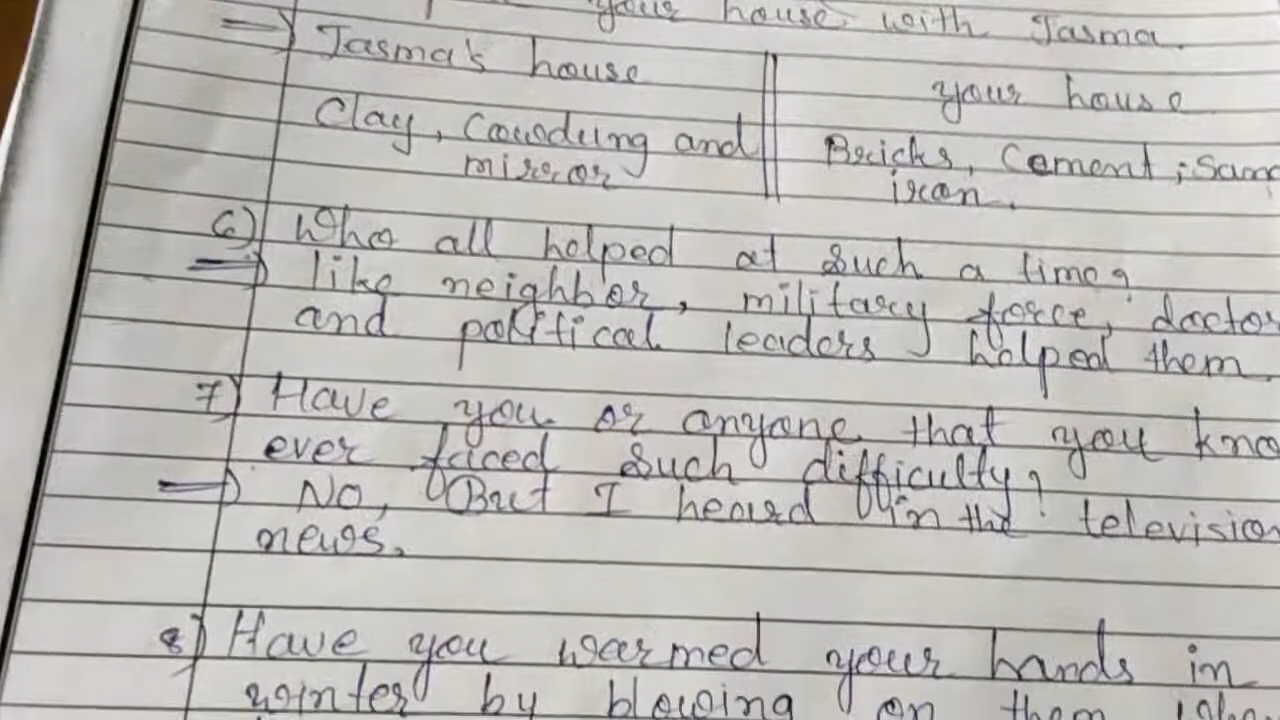 your house with Jasma.
=> Jasma's house
your house
Clay, Cowdung and
mirror
Bricks, Cement, Sand
iron.
6) Who all helped at such a time?
=> like neighbor, military force, doctor
and political leaders helped them.
7) Have you or anyone that you kno
ever faced such difficulty?
=> No, But I heard in the television
news.
8) Have you warmed your hands in
winter by blowing on them